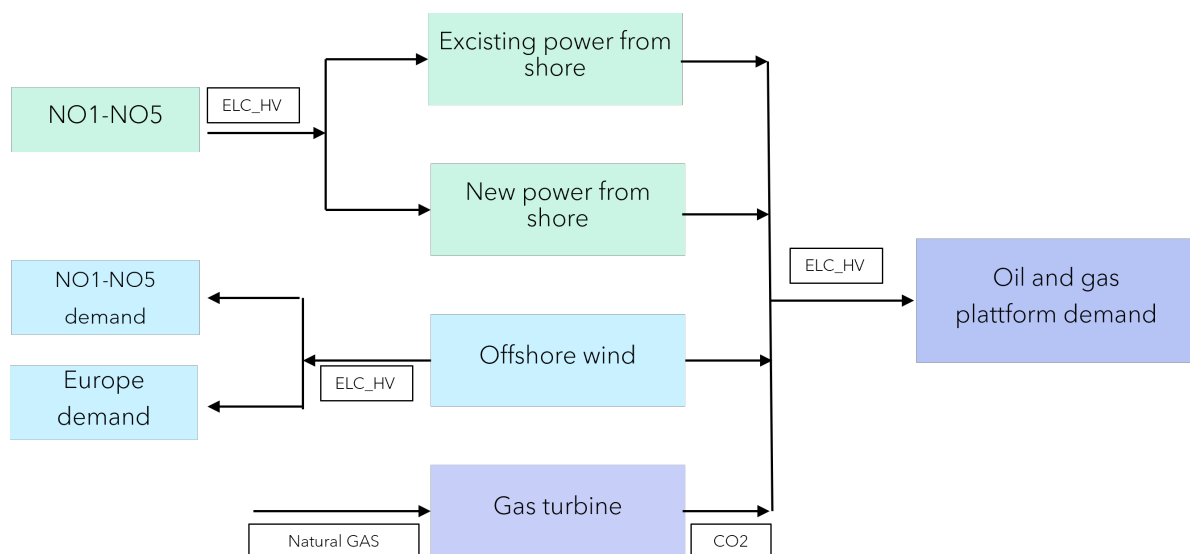 Excisting power from
shore
ELC_HV
NO1-NO5
New power from
shore
ELC_HV
Oil and gas
plattform demand
NO1-NO5
demand
Offshore wind
ELC_HV
Europe
demand
Gas turbine
Natural GAS
CO2